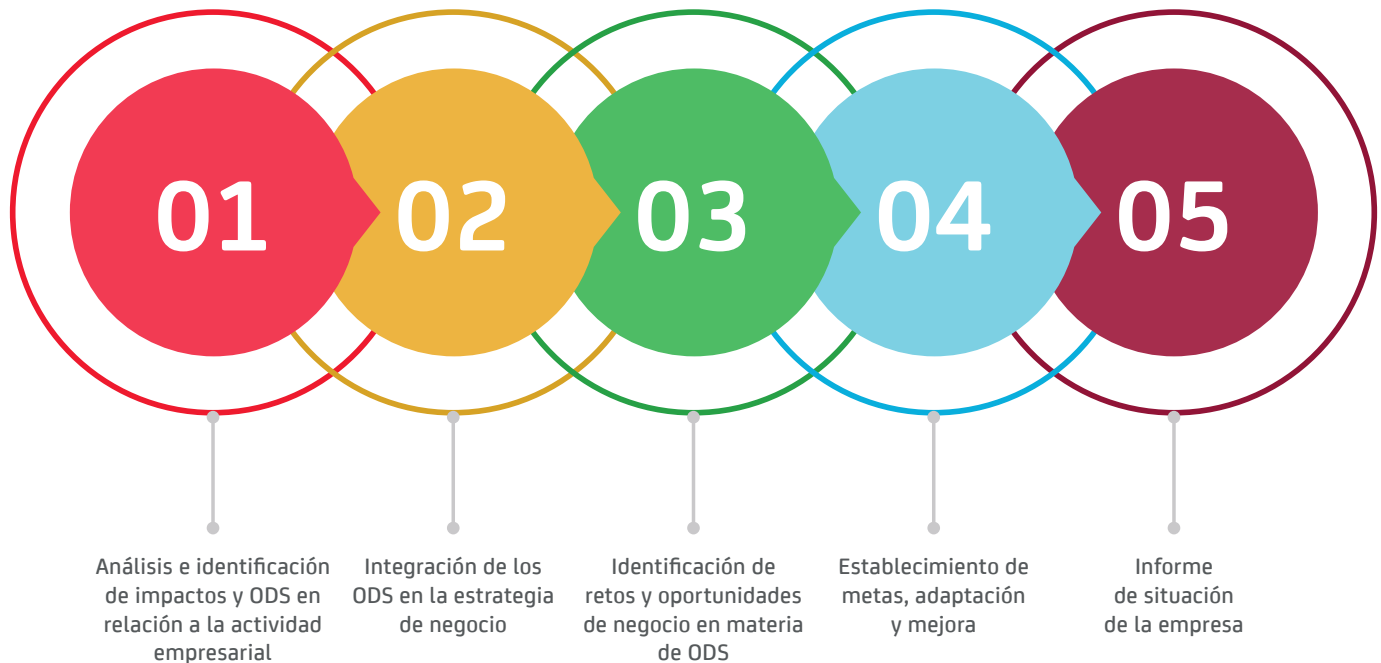 01
02
03
04
05
Análisis e identificación
de impactos y ODS en
relación a la actividad
empresarial
Integración de los
ODS en la estrategia
de negocio
Identificación de
retos y oportunidades
de negocio en materia
de ODS
Establecimiento de
metas, adaptación
y mejora
Informe
de situación
de la empresa